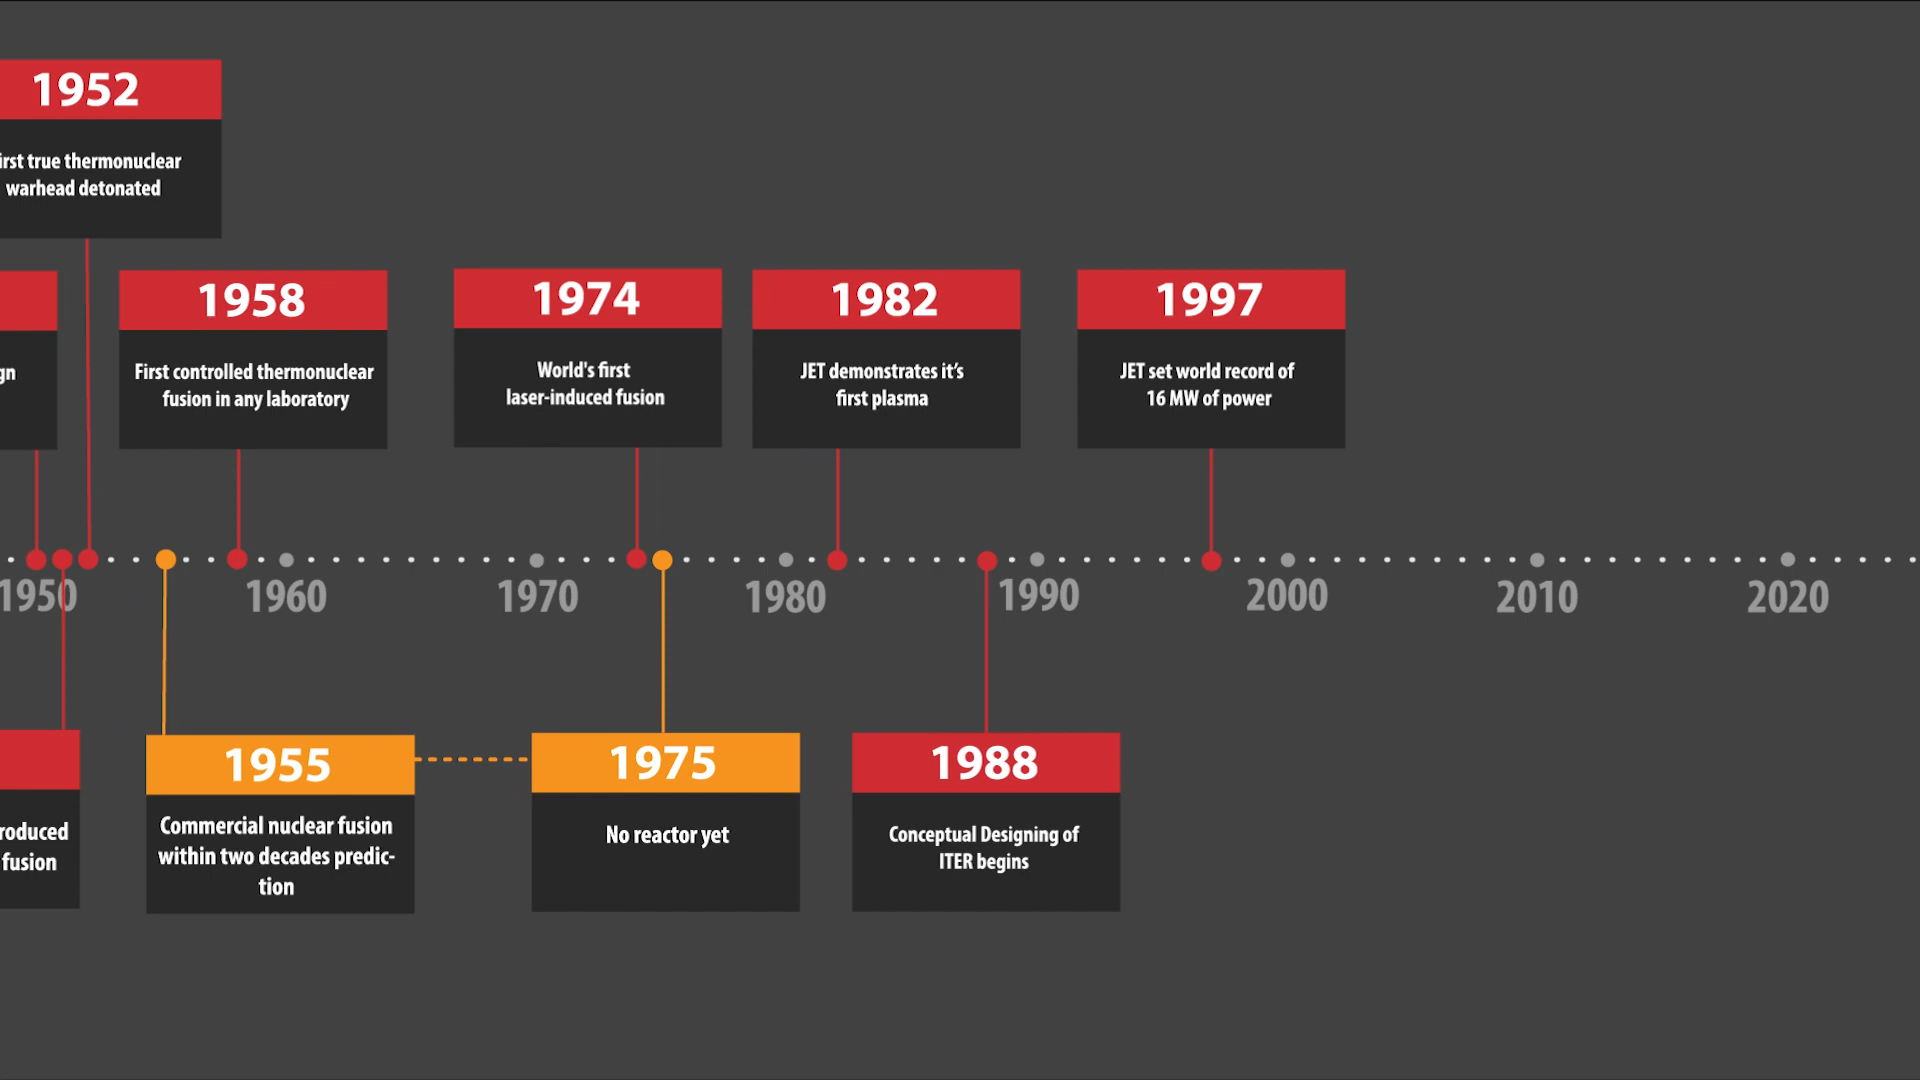 1952
irst true thermonuclear
warhead detonated
gn
1958
First controlled thermonuclear
fusion in any laboratory
1974
World's first
laser-induced fusion
1982
JET demonstrates it’s
first plasma
1997
JET set world record of
16 MW of power
1950
1960
1970
1980
1990
2000
2010
2020
roduced
fusion
1955
Commercial nuclear fusion
within two decades predic-
tion
1975
No reactor yet
1988
Conceptual Designing of
ITER begins